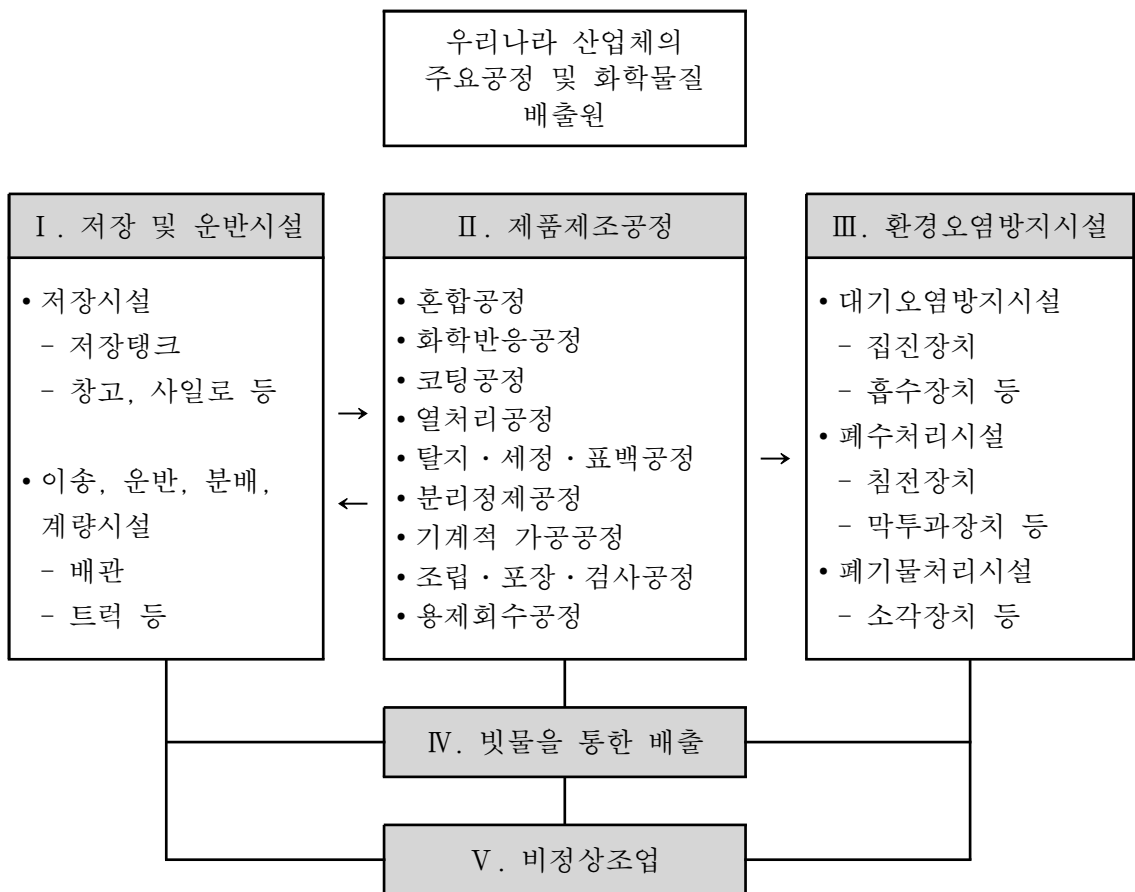 우리나라 산업체의
주요공정 및 화학물질
배출원
Ⅰ. 저장 및 운반시설
• 저장시설
- 저장탱크
- 창고, 사일로 등
• 이송, 운반, 분배,
계량시설
- 배관
- 트럭 등
→
←
Ⅱ. 제품제조공정
• 혼합공정
• 화학반응공정
• 코팅공정
• 열처리공정
• 탈지·세정·표백공정
• 분리정제공정
• 기계적 가공공정
• 조립·포장·검사공정
• 용제회수공정
→
Ⅲ. 환경오염방지시설
• 대기오염방지시설
- 집진장치
- 흡수장치 등
• 폐수처리시설
- 침전장치
- 막투과장치 등
• 폐기물처리시설
- 소각장치 등
Ⅳ. 빗물을 통한 배출
Ⅴ. 비정상조업